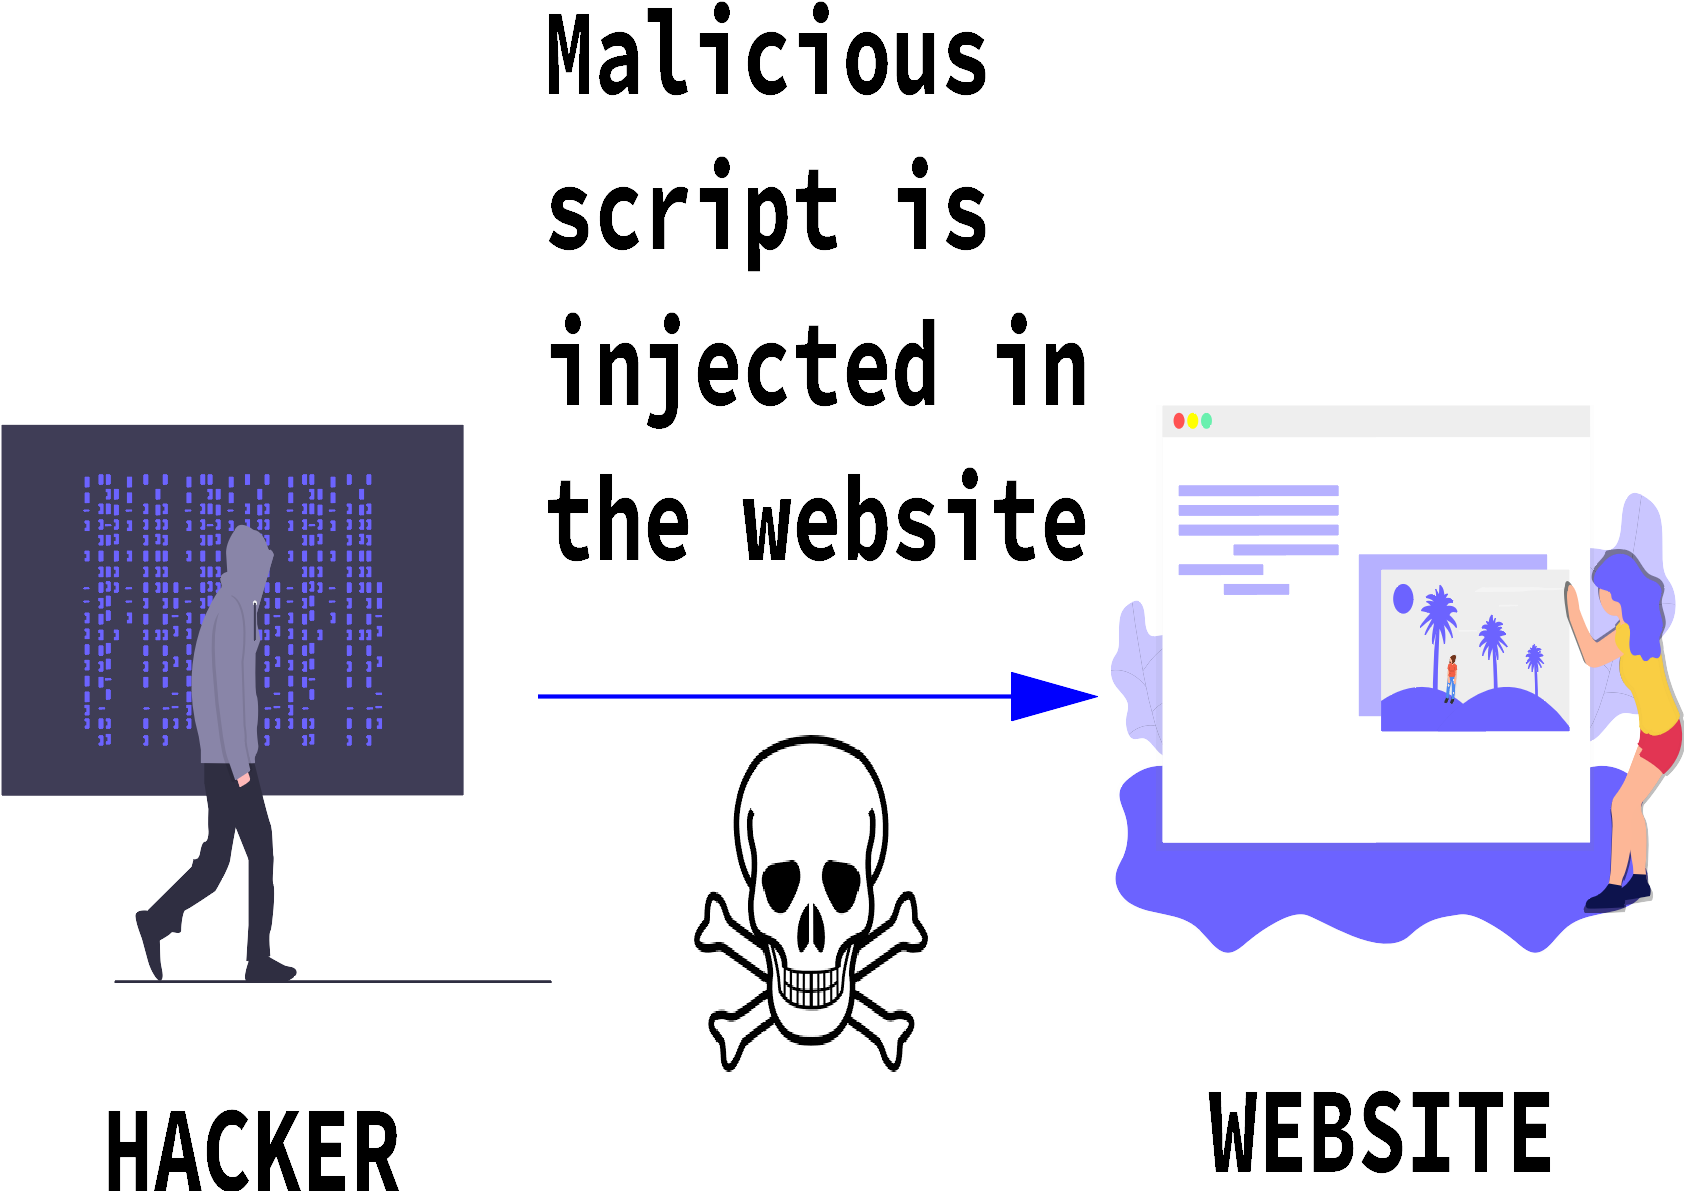 Malicious
script is
injected in
the website
HACKER
WEBSITE